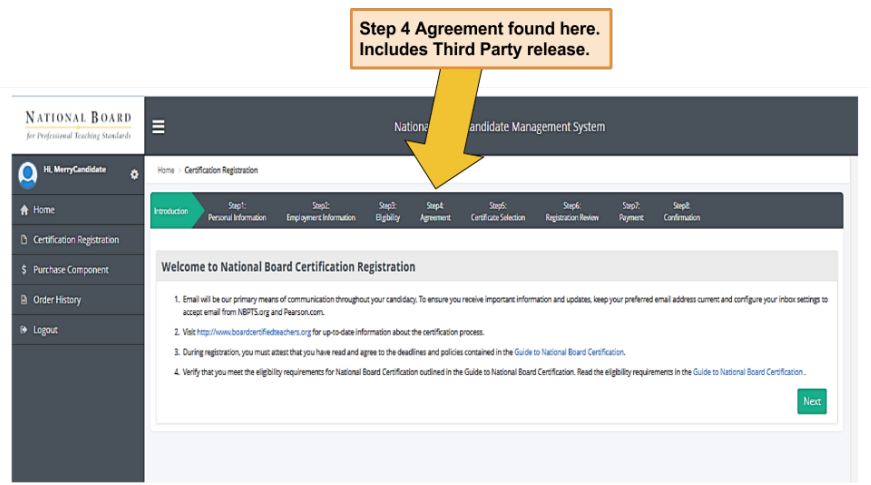 Step 4 Agreement found here.
Includes Third Party release.
NATIONAL BOARD
for Professional Teaching Standards
National andidate Management System
Hi, MerryCandidate
Home > Certification Registration
Home
Certification Registration
$ Purchase Component
Order History
Logout
Introduction
Step1:
Personal Information
Step2:
Employment Information
Step3:
Eligibility
Step4:
Agreement
Step5:
Certificate Selection
Step6:
Registration Review
Step7:
Payment
Step8:
Confirmation
Welcome to National Board Certification Registration
1. Email will be our primary means of communication throughout your candidacy. To ensure you receive important information and updates, keep your preferred email address current and configure your inbox settings to
accept email from NBPTS.org and Pearson.com.
2. Visit http://www.boardcertifiedteachers.org for up-to-date information about the certification process.
3. During registration, you must attest that you have read and agree to the deadlines and policies contained in the Guide to National Board Certification.
4. Verify that you meet the eligibility requirements for National Board Certification outlined in the Guide to National Board Certification. Read the eligibility requirements in the Guide to National Board Certification .
Next